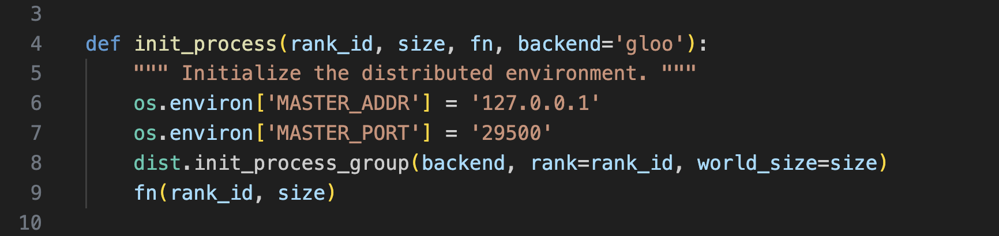 3
4 def init_process(rank_id, size, fn, backend='gloo'):
5 """ Initialize the distributed environment. """
6 os.environ['MASTER_ADDR'] = '127.0.0.1'
7 os.environ['MASTER_PORT'] = '29500'
8 dist.init_process_group(backend, rank=rank_id, world_size=size)
9 fn(rank_id, size)
10